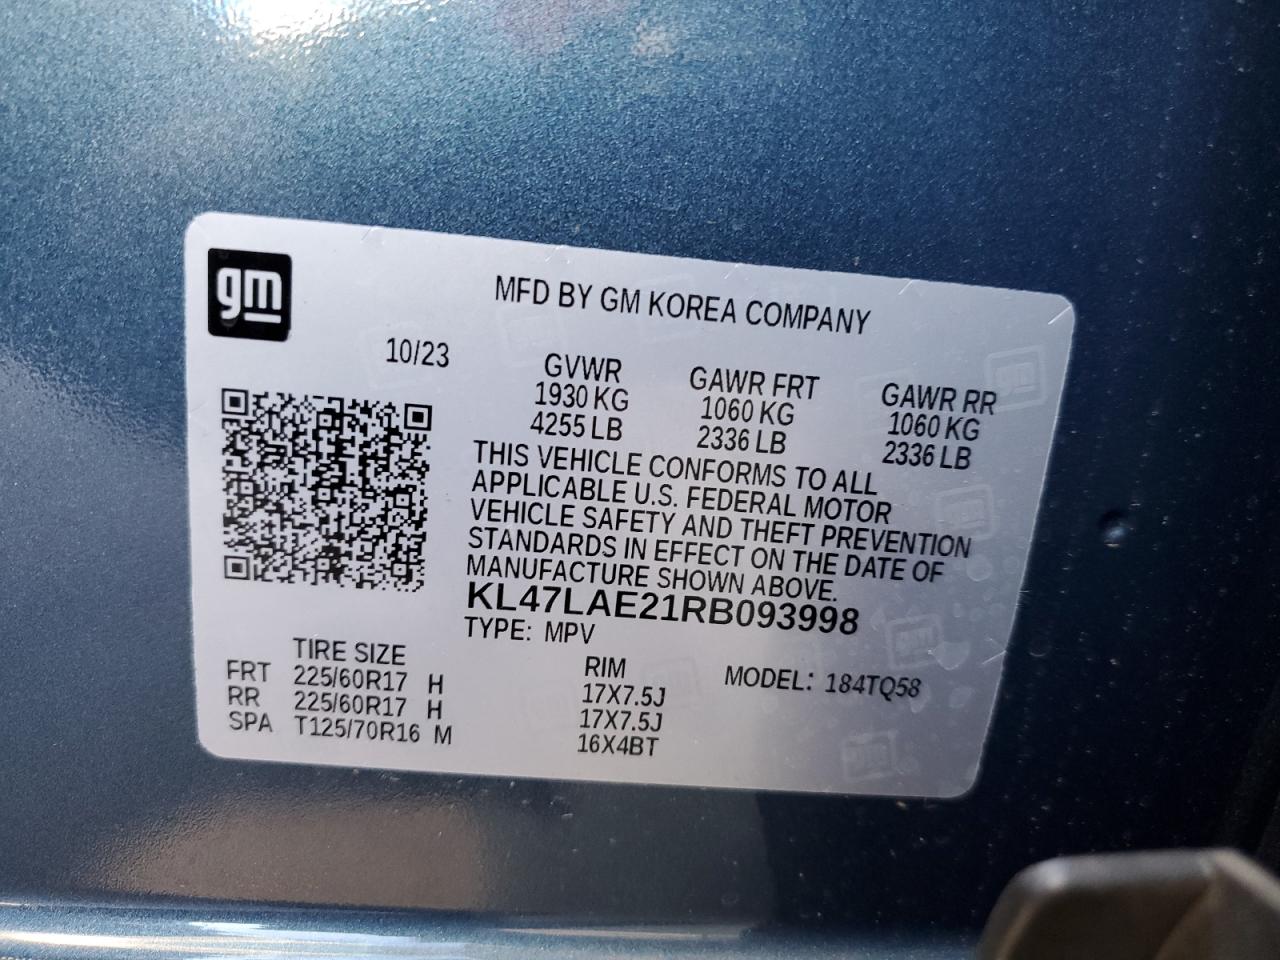 gm
MFD BY GM KOREA COMPANY
10/23
GVWR GAWR FRT GAWR RR
1930 KG 1060 KG 1060 KG
4255 LB 2336 LB 2336 LB
THIS VEHICLE CONFORMS TO ALL
APPLICABLE U.S. FEDERAL MOTOR
VEHICLE SAFETY AND THEFT PREVENTION
STANDARDS IN EFFECT ON THE DATE OF
MANUFACTURE SHOWN ABOVE.
KL47LAE21RB093998
TYPE: MPV
TIRE SIZE RIM MODEL: 184TQ58
FRT 225/60R17 H 17X7.5J
RR 225/60R17 H 17X7.5J
SPA T125/70R16 M 16X4BT